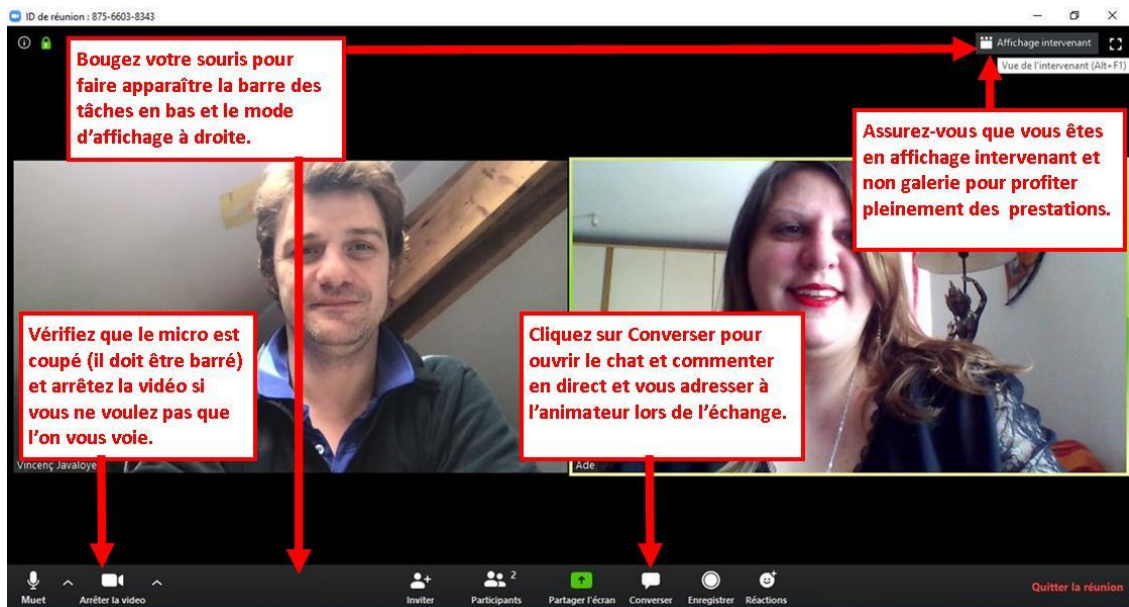 ID de réunion : 875-6603-8343
Affichage intervenant
Vue de l'intervenant (Alt+F1)
Bougez votre souris pour
faire apparaître la barre des
tâches en bas et le mode
d'affichage à droite.
Assurez-vous que vous êtes
en affichage intervenant et
non galerie pour profiter
pleinement des prestations.
Vérifiez que le micro est
coupé (il doit être barré)
et arrêtez la vidéo si
vous ne voulez pas que
l'on vous voie.
Cliquez sur Converser pour
ouvrir le chat et commenter
en direct et vous adresser à
l'animateur lors de l'échange.
Vincenç Javaloye
Ade
Muet
Arrêter la video
Inviter
Participants
2
Partager l'écran
Converser
Enregistrer
Réactions
Quitter la réunion